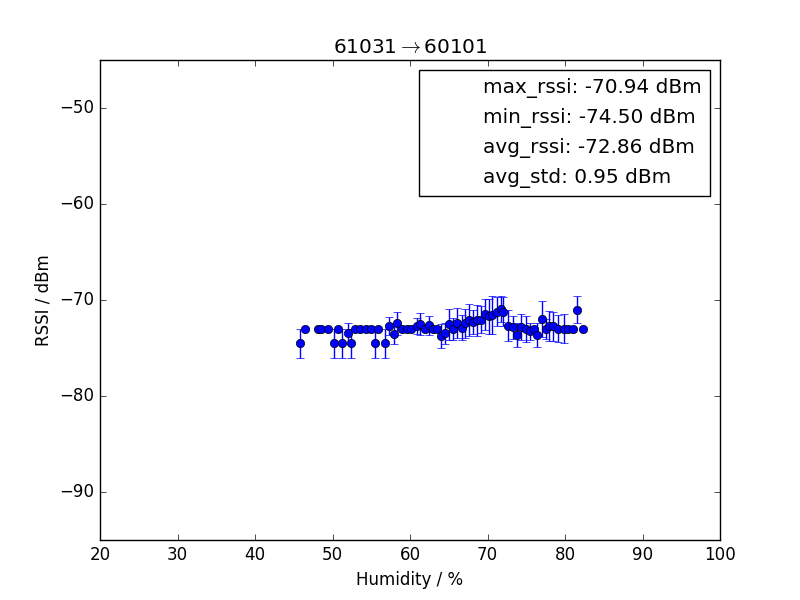 61031→60101
max_rssi: -70.94 dBm
min_rssi: -74.50 dBm
avg_rssi: -72.86 dBm
avg_std: 0.95 dBm
−50
−60
−70
−80
−90
RSSI / dBm
20 30 40 50 60 70 80 90 100
Humidity / %